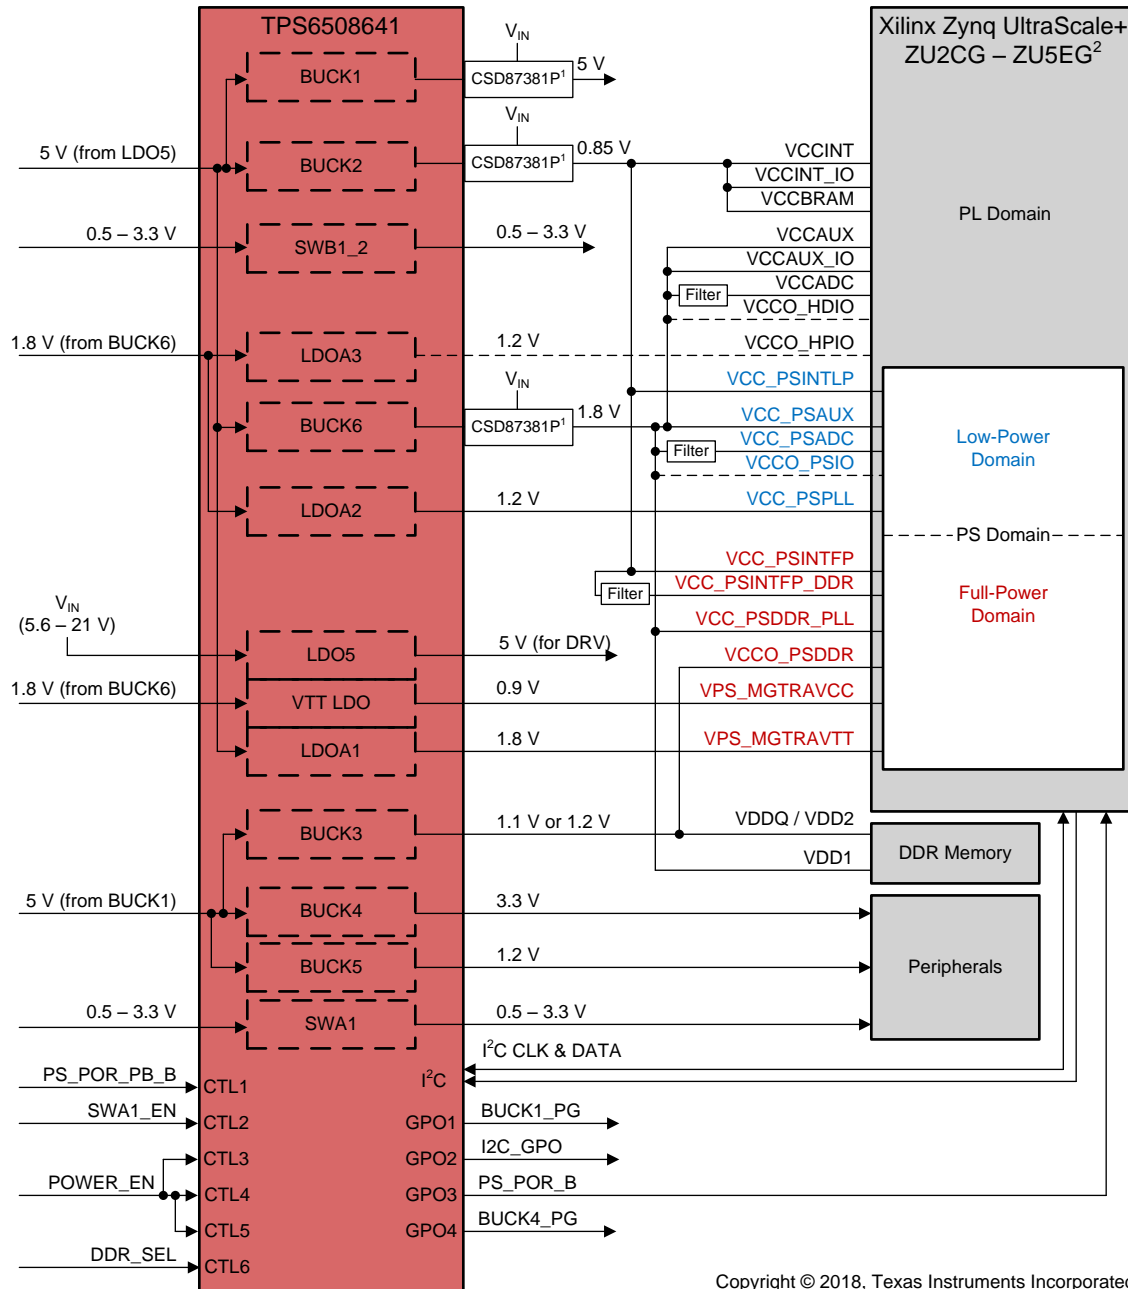 TPS6508641
Xilinx Zynq UltraScale+
ZU2CG – ZU5EG²
V_IN
BUCK1
CSD87381P¹
5 V
V_IN
5 V (from LDO5)
BUCK2
CSD87381P¹
0.85 V
VCCINT
VCCINT_IO
VCCBRAM
PL Domain
0.5 – 3.3 V
SWB1_2
0.5 – 3.3 V
VCCAUX
VCCAUX_IO
Filter
VCCADC
VCCO_HDIO
1.8 V (from BUCK6)
LDOA3
1.2 V
VCCO_HPIO
V_IN
VCC_PSINTLP
BUCK6
CSD87381P¹
1.8 V
VCC_PSAUX
Filter
VCC_PSADC
VCCO_PSIO
Low-Power
Domain
LDOA2
1.2 V
VCC_PSPLL
PS Domain
VCC_PSINTFP
Filter
VCC_PSINTFP_DDR
Full-Power
Domain
V_IN
(5.6 – 21 V)
VCC_PSDDR_PLL
LDO5
5 V (for DRV)
VCCO_PSDDR
1.8 V (from BUCK6)
VTT LDO
0.9 V
VPS_MGTRAVCC
LDOA1
1.8 V
VPS_MGTRAVTT
BUCK3
1.1 V or 1.2 V
VDDQ / VDD2
VDD1
DDR Memory
5 V (from BUCK1)
BUCK4
3.3 V
BUCK5
1.2 V
Peripherals
0.5 – 3.3 V
SWA1
0.5 – 3.3 V
I²C CLK & DATA
PS_POR_PB_B
CTL1
I²C
SWA1_EN
CTL2
GPO1
BUCK1_PG
CTL3
GPO2
I2C_GPO
POWER_EN
CTL4
GPO3
PS_POR_B
CTL5
GPO4
BUCK4_PG
DDR_SEL
CTL6
Copyright © 2018, Texas Instruments Incorporated